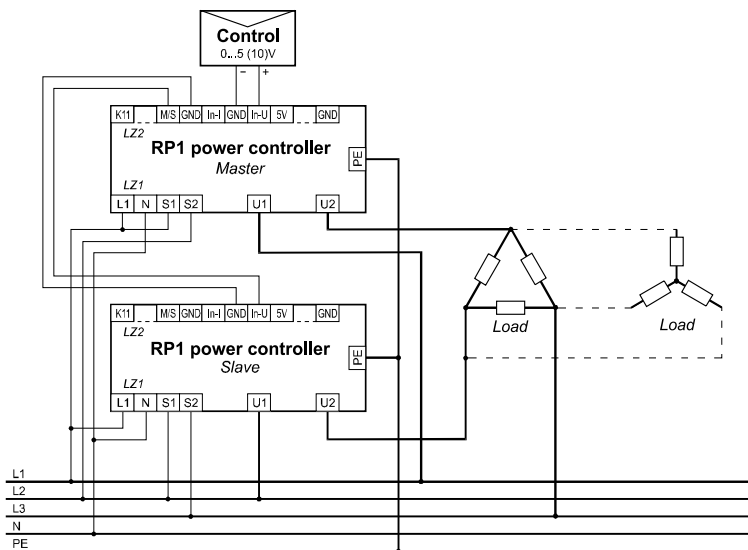 Control
0...5 (10)V
− +
K11 M/S GND In-I GND In-U 5V GND
LZ2
RP1 power controller
Master
PE
LZ1
L1 N S1 S2 U1 U2
K11 M/S GND In-I GND In-U 5V GND
LZ2
RP1 power controller
Slave
PE
LZ1
L1 N S1 S2 U1 U2
Load
Load
L1
L2
L3
N
PE